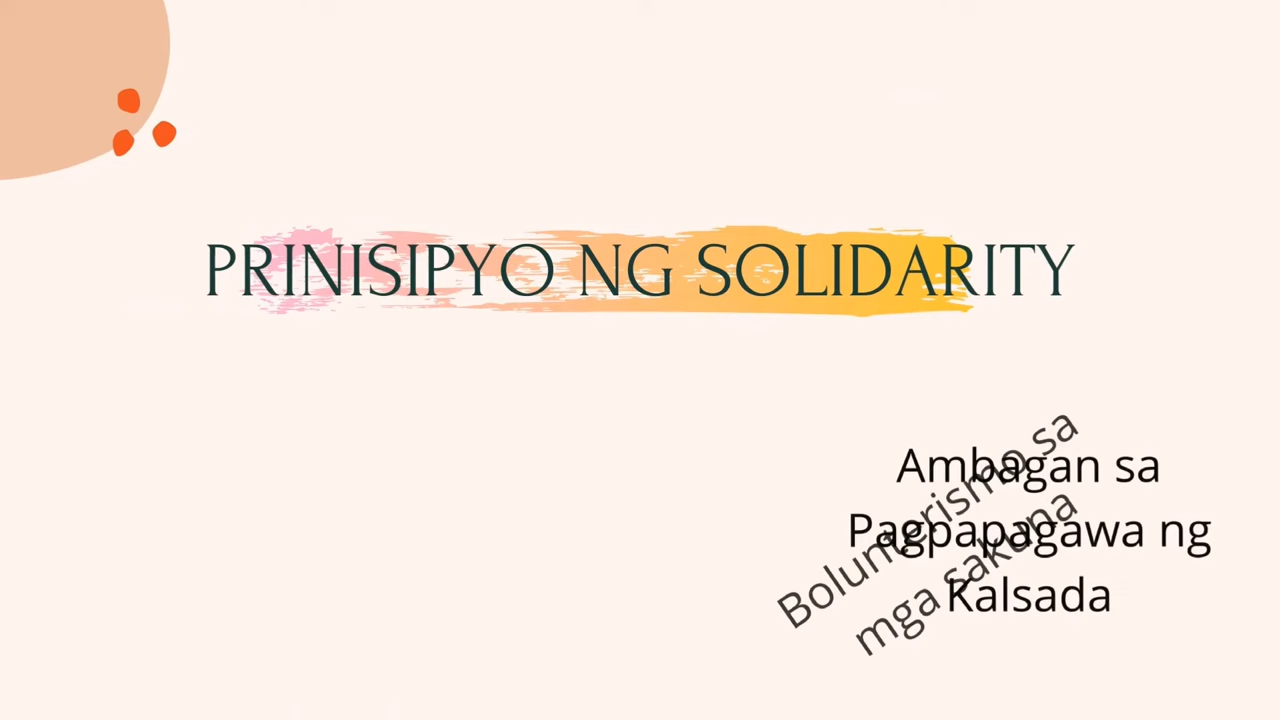 PRINISIPYO NG SOLIDARITY
Ambagan sa
Pagpapagawa ng
Kalsada
Bolunterismo sa
mga sakuna